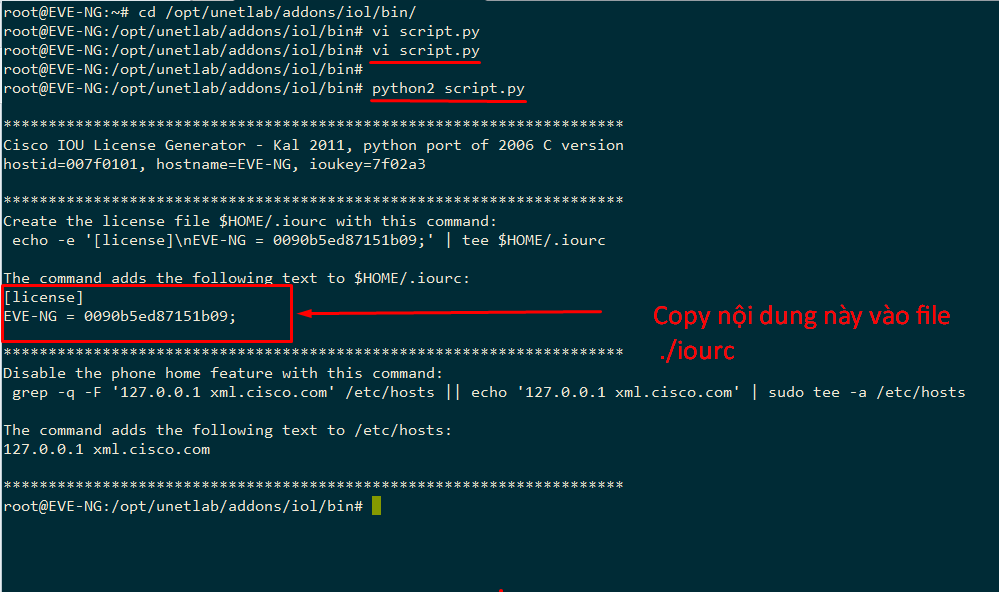 root@EVE-NG:~# cd /opt/unetlab/addons/iol/bin/
root@EVE-NG:/opt/unetlab/addons/iol/bin# vi script.py
root@EVE-NG:/opt/unetlab/addons/iol/bin# vi script.py
root@EVE-NG:/opt/unetlab/addons/iol/bin#
root@EVE-NG:/opt/unetlab/addons/iol/bin# python2 script.py
*********************************************************************
Cisco IOU License Generator - Kal 2011, python port of 2006 C version
hostid=007f0101, hostname=EVE-NG, ioukey=7f02a3
*********************************************************************
Create the license file $HOME/.iourc with this command:
echo -e '[license]\nEVE-NG = 0090b5ed87151b09;' | tee $HOME/.iourc
The command adds the following text to $HOME/.iourc:
[license]
EVE-NG = 0090b5ed87151b09;
Copy nội dung này vào file
./iourc
*********************************************************************
Disable the phone home feature with this command:
grep -q -F '127.0.0.1 xml.cisco.com' /etc/hosts || echo '127.0.0.1 xml.cisco.com' | sudo tee -a /etc/hosts
The command adds the following text to /etc/hosts:
127.0.0.1 xml.cisco.com
*********************************************************************
root@EVE-NG:/opt/unetlab/addons/iol/bin#